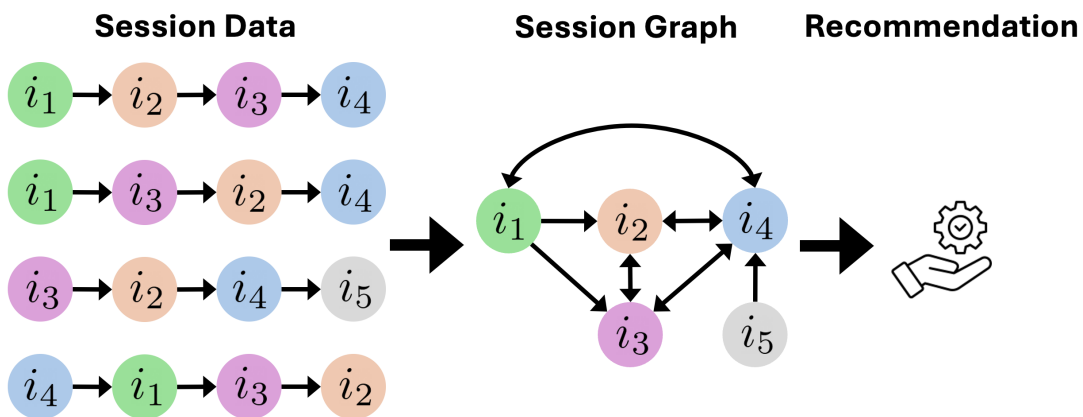 Session Data Session Graph Recommendation
i₁ i₂ i₃ i₄
i₁ i₃ i₂ i₄
i₃ i₂ i₄ i₅
i₄ i₁ i₃ i₂
i₁ i₂ i₄
i₃ i₅